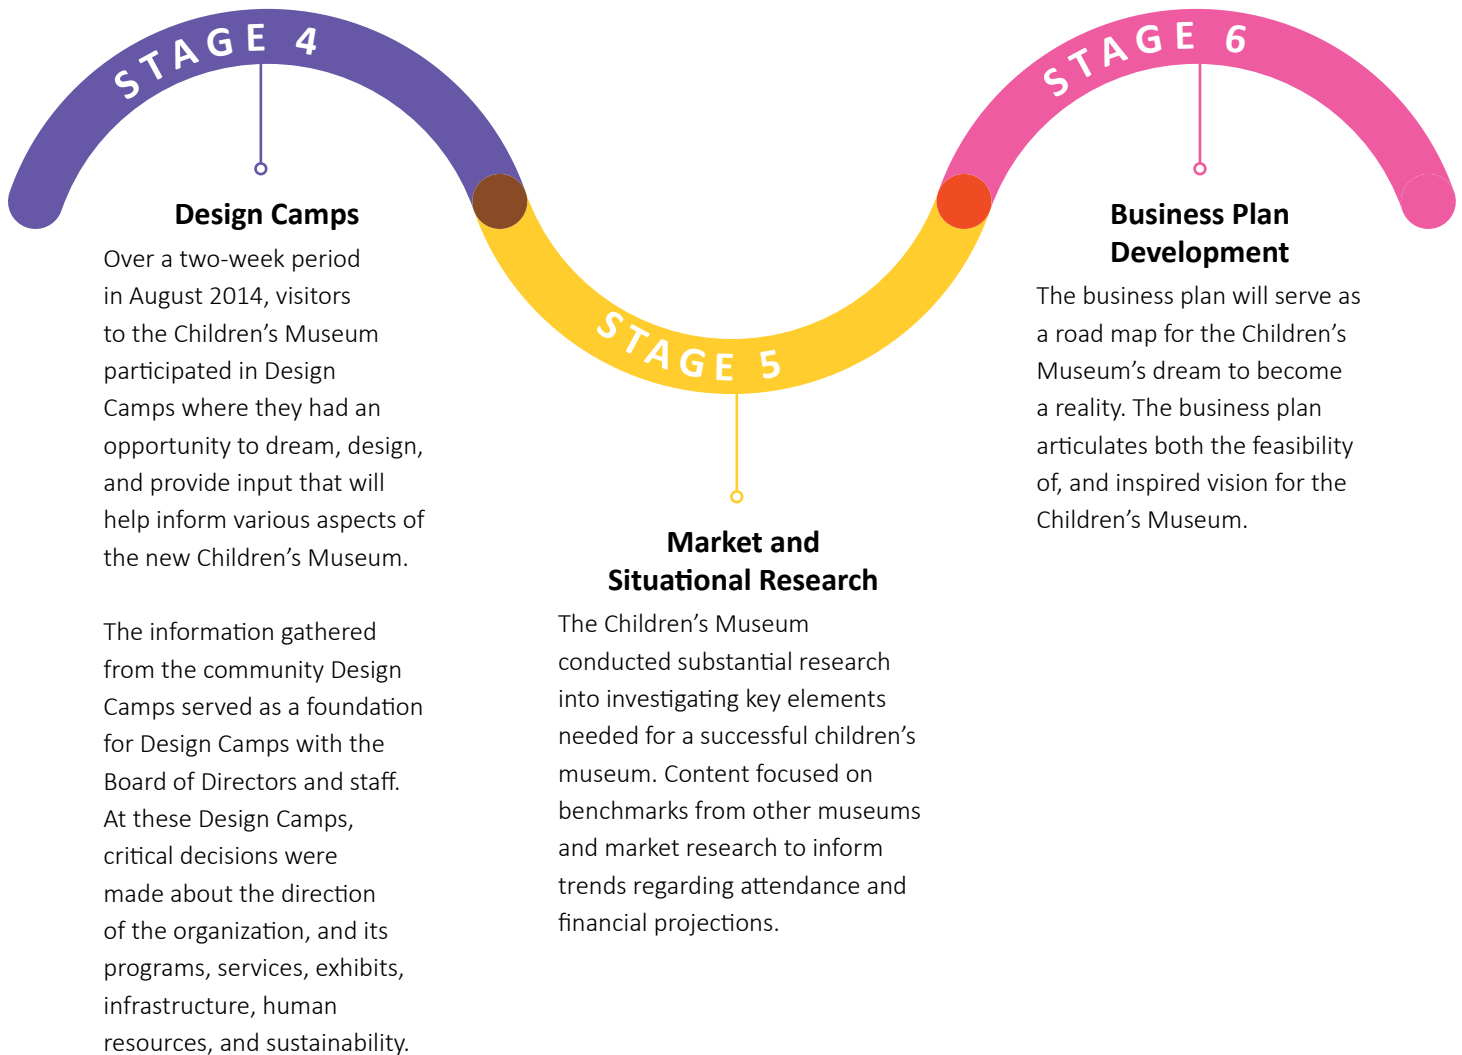 STAGE 4
Design Camps
Over a two-week period
in August 2014, visitors
to the Children’s Museum
participated in Design
Camps where they had an
opportunity to dream, design,
and provide input that will
help inform various aspects of
the new Children’s Museum.
The information gathered
from the community Design
Camps served as a foundation
for Design Camps with the
Board of Directors and staff.
At these Design Camps,
critical decisions were
made about the direction
of the organization, and its
programs, services, exhibits,
infrastructure, human
resources, and sustainability.
STAGE 5
Market and
Situational Research
The Children’s Museum
conducted substantial research
into investigating key elements
needed for a successful children’s
museum. Content focused on
benchmarks from other museums
and market research to inform
trends regarding attendance and
financial projections.
STAGE 6
Business Plan
Development
The business plan will serve as
a road map for the Children’s
Museum’s dream to become
a reality. The business plan
articulates both the feasibility
of, and inspired vision for the
Children’s Museum.